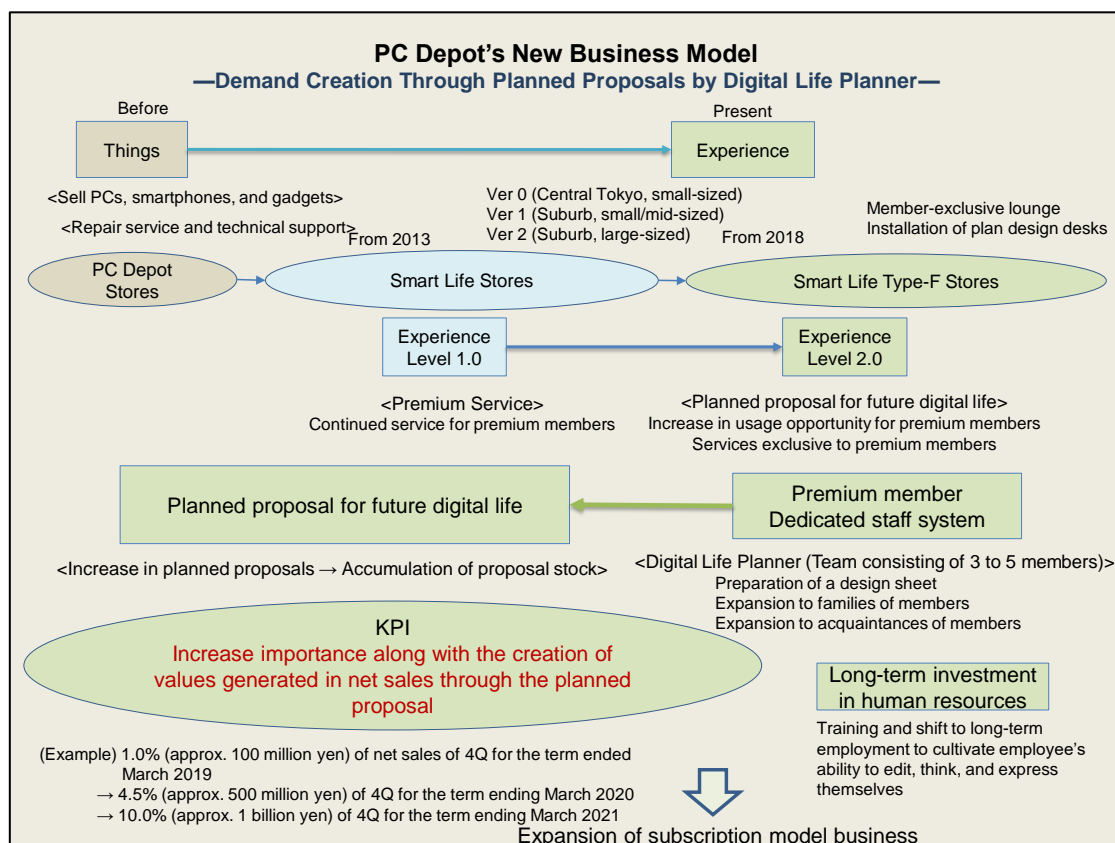 PC Depot's New Business Model
—Demand Creation Through Planned Proposals by Digital Life Planner—
Before
Present
Things
Experience
<Sell PCs, smartphones, and gadgets>
<Repair service and technical support>
Ver 0 (Central Tokyo, small-sized)
Ver 1 (Suburb, small/mid-sized)
Ver 2 (Suburb, large-sized)
Member-exclusive lounge
Installation of plan design desks
From 2013
From 2018
PC Depot
Stores
Smart Life Stores
Smart Life Type-F Stores
Experience
Level 1.0
Experience
Level 2.0
<Premium Service>
Continued service for premium members
<Planned proposal for future digital life>
Increase in usage opportunity for premium members
Services exclusive to premium members
Planned proposal for future digital life
Premium member
Dedicated staff system
<Increase in planned proposals → Accumulation of proposal stock>
<Digital Life Planner (Team consisting of 3 to 5 members)>
Preparation of a design sheet
Expansion to families of members
Expansion to acquaintances of members
KPI
Increase importance along with the creation of
values generated in net sales through the planned
proposal
Long-term investment
in human resources
Training and shift to long-term
employment to cultivate employee's
ability to edit, think, and express
themselves
(Example) 1.0% (approx. 100 million yen) of net sales of 4Q for the term ended
March 2019
→ 4.5% (approx. 500 million yen) of 4Q for the term ending March 2020
→ 10.0% (approx. 1 billion yen) of 4Q for the term ending March 2021
Expansion of subscription model business